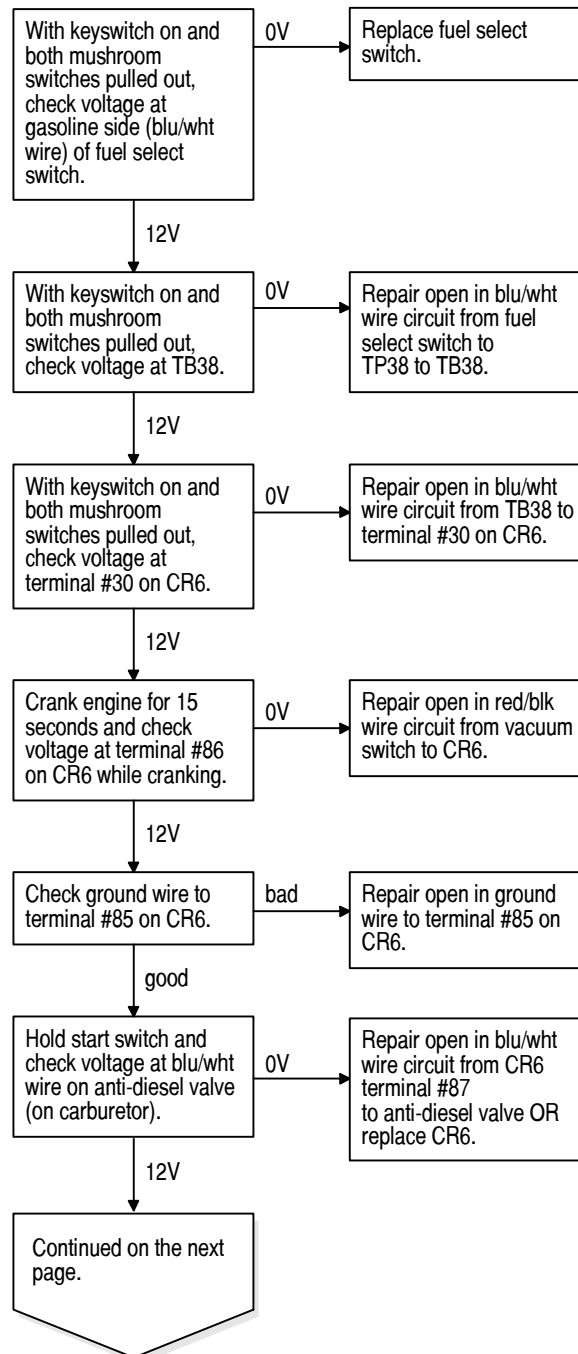 With keyswitch on and
both mushroom
switches pulled out,
check voltage at
gasoline side (blu/wht
wire) of fuel select
switch.
0V
Replace fuel select
switch.
12V
With keyswitch on and
both mushroom
switches pulled out,
check voltage at TB38.
0V
Repair open in blu/wht
wire circuit from fuel
select switch to
TP38 to TB38.
12V
With keyswitch on and
both mushroom
switches pulled out,
check voltage at
terminal #30 on CR6.
0V
Repair open in blu/wht
wire circuit from TB38 to
terminal #30 on CR6.
12V
Crank engine for 15
seconds and check
voltage at terminal #86
on CR6 while cranking.
0V
Repair open in red/blk
wire circuit from vacuum
switch to CR6.
12V
Check ground wire to
terminal #85 on CR6.
bad
Repair open in ground
wire to terminal #85 on
CR6.
good
Hold start switch and
check voltage at blu/wht
wire on anti-diesel valve
(on carburetor).
0V
Repair open in blu/wht
wire circuit from CR6
terminal #87
to anti-diesel valve OR
replace CR6.
12V
Continued on the next
page.